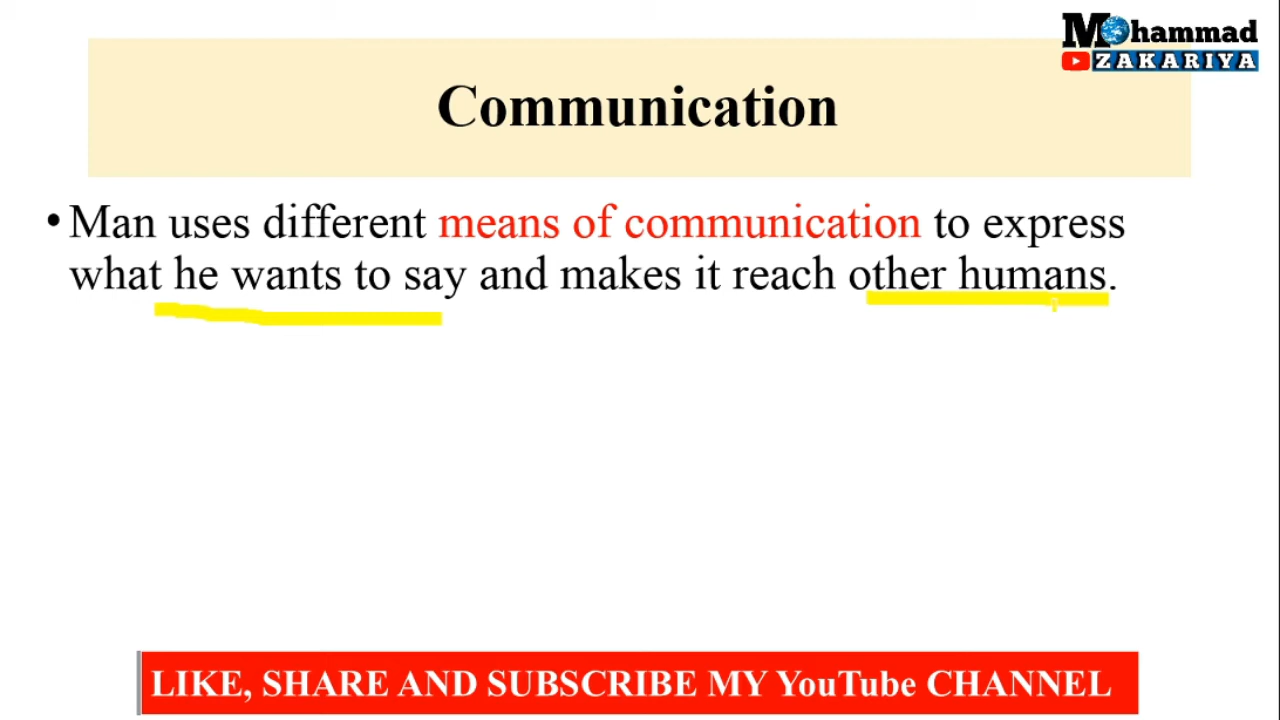 Mohammad
ZAKARIYA
Communication
• Man uses different means of communication to express
what he wants to say and makes it reach other humans.
LIKE, SHARE AND SUBSCRIBE MY YouTube CHANNEL